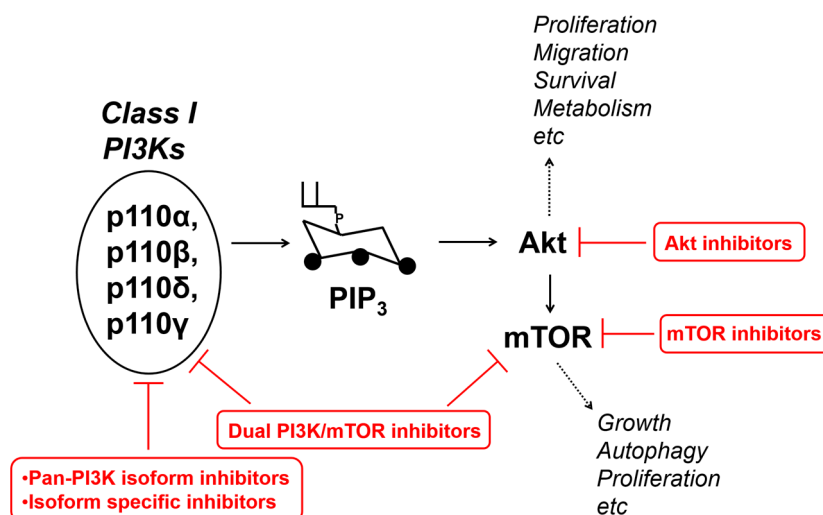 Proliferation
Migration
Survival
Metabolism
etc
Class I
PI3Ks
p110α,
p110β,
p110δ,
p110γ
P
PIP₃
Akt
Akt inhibitors
mTOR
mTOR inhibitors
Dual PI3K/mTOR inhibitors
Growth
Autophagy
Proliferation
etc
•Pan-PI3K isoform inhibitors
•Isoform specific inhibitors